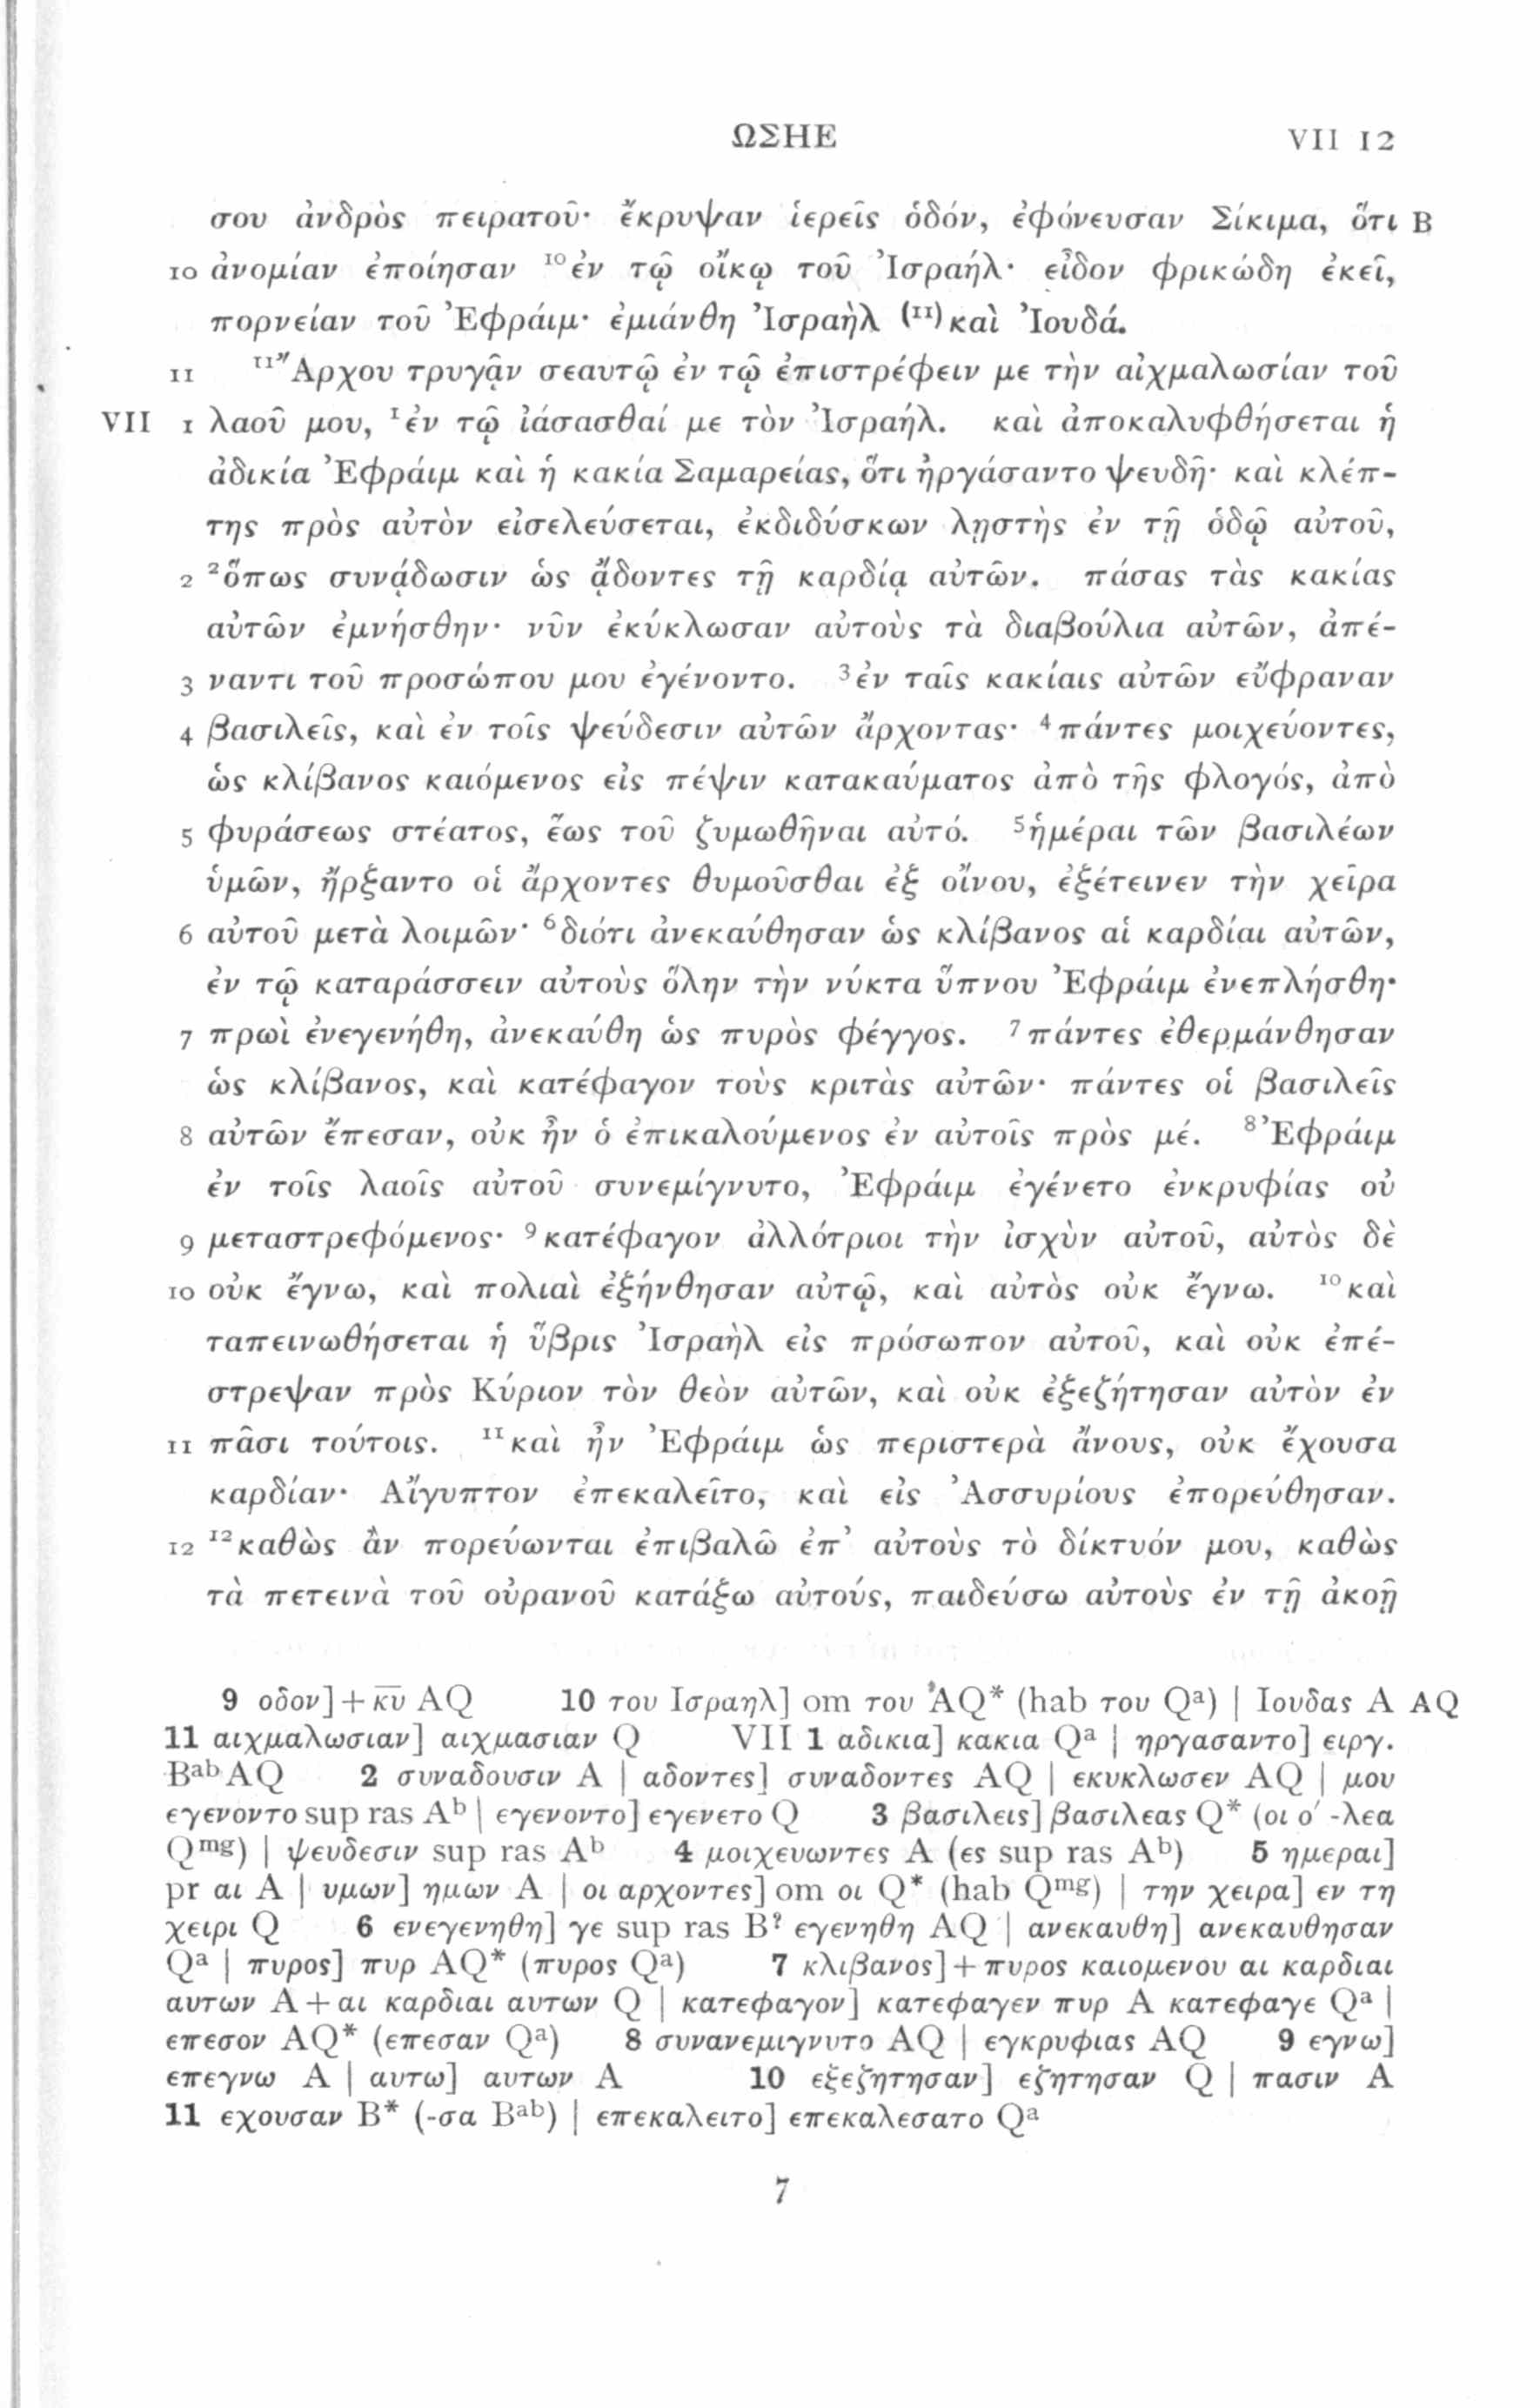 ΩΣΗΕ VII 12
σου ἀνδρὸς πειρατοῦ· ἔκρυψαν ἱερεῖς ὁδόν, ἐφόνευσαν Σίκιμα, ὅτι B
10 ἀνομίαν ἐποίησαν ¹⁰ἐν τῷ οἴκῳ τοῦ Ἰσραήλ· εἶδον φρικώδη ἐκεῖ,
πορνείαν τοῦ Ἐφράιμ· ἐμιάνθη Ἰσραὴλ (¹¹)καὶ Ἰουδά.
11 ¹¹Ἄρχου τρυγᾷν σεαυτῷ ἐν τῷ ἐπιστρέφειν με τὴν αἰχμαλωσίαν τοῦ
VII 1 λαοῦ μου, ¹ἐν τῷ ἰάσασθαί με τὸν Ἰσραήλ. καὶ ἀποκαλυφθήσεται ἡ
ἀδικία Ἐφράιμ καὶ ἡ κακία Σαμαρείας, ὅτι ἠργάσαντο ψευδῆ· καὶ κλέπ-
της πρὸς αὐτὸν εἰσελεύσεται, ἐκδιδύσκων λῃστὴς ἐν τῇ ὁδῷ αὐτοῦ,
2 ²ὅπως συνᾴδωσιν ὡς ᾄδοντες τῇ καρδίᾳ αὐτῶν. πάσας τὰς κακίας
αὐτῶν ἐμνήσθην· νῦν ἐκύκλωσαν αὐτοὺς τὰ διαβούλια αὐτῶν, ἀπέ-
3 ναντι τοῦ προσώπου μου ἐγένοντο. ³ἐν ταῖς κακίαις αὐτῶν εὔφραναν
4 βασιλεῖς, καὶ ἐν τοῖς ψεύδεσιν αὐτῶν ἄρχοντας· ⁴πάντες μοιχεύοντες,
ὡς κλίβανος καιόμενος εἰς πέψιν κατακαύματος ἀπὸ τῆς φλογός, ἀπὸ
5 φυράσεως στέατος, ἕως τοῦ ζυμωθῆναι αὐτό. ⁵ἡμέραι τῶν βασιλέων
ὑμῶν, ἤρξαντο οἱ ἄρχοντες θυμοῦσθαι ἐξ οἴνου, ἐξέτεινεν τὴν χεῖρα
6 αὐτοῦ μετὰ λοιμῶν· ⁶διότι ἀνεκαύθησαν ὡς κλίβανος αἱ καρδίαι αὐτῶν,
ἐν τῷ καταράσσειν αὐτοὺς ὅλην τὴν νύκτα ὕπνου Ἐφράιμ ἐνεπλήσθη·
7 πρωὶ ἐνεγενήθη, ἀνεκαύθη ὡς πυρὸς φέγγος. ⁷πάντες ἐθερμάνθησαν
ὡς κλίβανος, καὶ κατέφαγον τοὺς κριτὰς αὐτῶν· πάντες οἱ βασιλεῖς
8 αὐτῶν ἔπεσαν, οὐκ ἦν ὁ ἐπικαλούμενος ἐν αὐτοῖς πρὸς μέ. ⁸Ἐφράιμ
ἐν τοῖς λαοῖς αὐτοῦ συνεμίγνυτο, Ἐφράιμ ἐγένετο ἐνκρυφίας οὐ
9 μεταστρεφόμενος· ⁹κατέφαγον ἀλλότριοι τὴν ἰσχὺν αὐτοῦ, αὐτὸς δὲ
10 οὐκ ἔγνω, καὶ πολιαὶ ἐξήνθησαν αὐτῷ, καὶ αὐτὸς οὐκ ἔγνω. ¹⁰καὶ
ταπεινωθήσεται ἡ ὕβρις Ἰσραὴλ εἰς πρόσωπον αὐτοῦ, καὶ οὐκ ἐπέ-
στρεψαν πρὸς Κύριον τὸν θεὸν αὐτῶν, καὶ οὐκ ἐξεζήτησαν αὐτὸν ἐν
11 πᾶσι τούτοις. ¹¹καὶ ἦν Ἐφράιμ ὡς περιστερὰ ἄνους, οὐκ ἔχουσα
καρδίαν· Αἴγυπτον ἐπεκαλεῖτο, καὶ εἰς Ἀσσυρίους ἐπορεύθησαν.
12 ¹²καθὼς ἂν πορεύωνται ἐπιβαλῶ ἐπ᾽ αὐτοὺς τὸ δίκτυόν μου, καθὼς
τὰ πετεινὰ τοῦ οὐρανοῦ κατάξω αὐτούς, παιδεύσω αὐτοὺς ἐν τῇ ἀκοῇ
9 οδον]+κ̅υ̅ AQ 10 του Ισραηλ] om του AQ* (hab του Qᵃ) | Ιουδας A AQ
11 αιχμαλωσιαν] αιχμασιαν Q VII 1 αδικια] κακια Qᵃ | ηργασαντο] ειργ.
Bᵃᵇ AQ 2 συναδουσιν A | αδοντες] συναδοντες AQ | εκυκλωσεν AQ | μου
εγενοντο sup ras Aᵇ | εγενοντο] εγενετο Q 3 βασιλεις] βασιλεας Q* (οι ο′ -λεα
Qᵐᵍ) | ψευδεσιν sup ras Aᵇ 4 μοιχευωντες A (ες sup ras Aᵇ) 5 ημεραι]
pr αι A | υμων] ημων A | οι αρχοντες] om οι Q* (hab Qᵐᵍ) | την χειρα] εν τη
χειρι Q 6 ενεγενηθη] γε sup ras B? εγενηθη AQ | ανεκαυθη] ανεκαυθησαν
Qᵃ | πυρος] πυρ AQ* (πυρος Qᵃ) 7 κλιβανος]+πυρος καιομενου αι καρδιαι
αυτων A+αι καρδιαι αυτων Q | κατεφαγον] κατεφαγεν πυρ A κατεφαγε Qᵃ |
επεσον AQ* (επεσαν Qᵃ) 8 συνανεμιγνυτο AQ | εγκρυφιας AQ 9 εγνω]
επεγνω A | αυτω] αυτων A 10 εξεζητησαν] εζητησαν Q | πασιν A
11 εχουσαν B* (-σα Bᵃᵇ) | επεκαλειτο] επεκαλεσατο Qᵃ
7